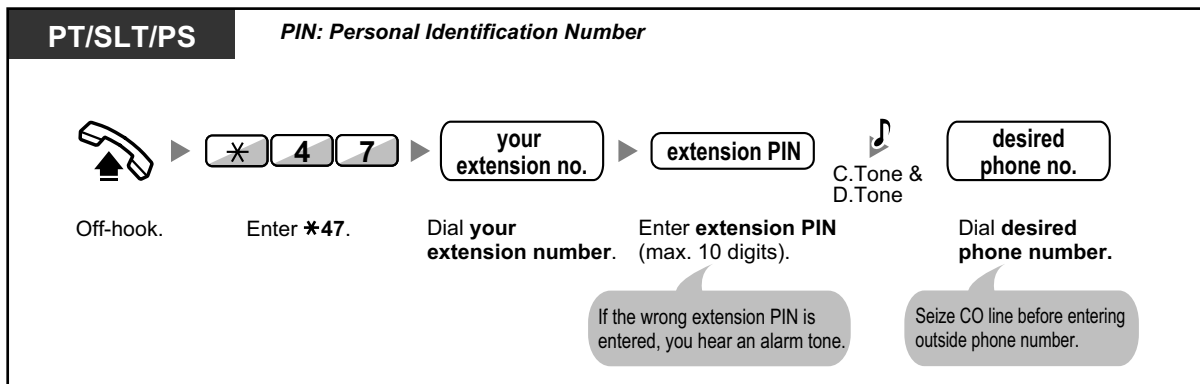 PT/SLT/PS
PIN: Personal Identification Number
* 4 7
your
extension no.
extension PIN
C.Tone &
D.Tone
desired
phone no.
Off-hook.
Enter *47.
Dial your
extension number.
Enter extension PIN
(max. 10 digits).
Dial desired
phone number.
If the wrong extension PIN is
entered, you hear an alarm tone.
Seize CO line before entering
outside phone number.